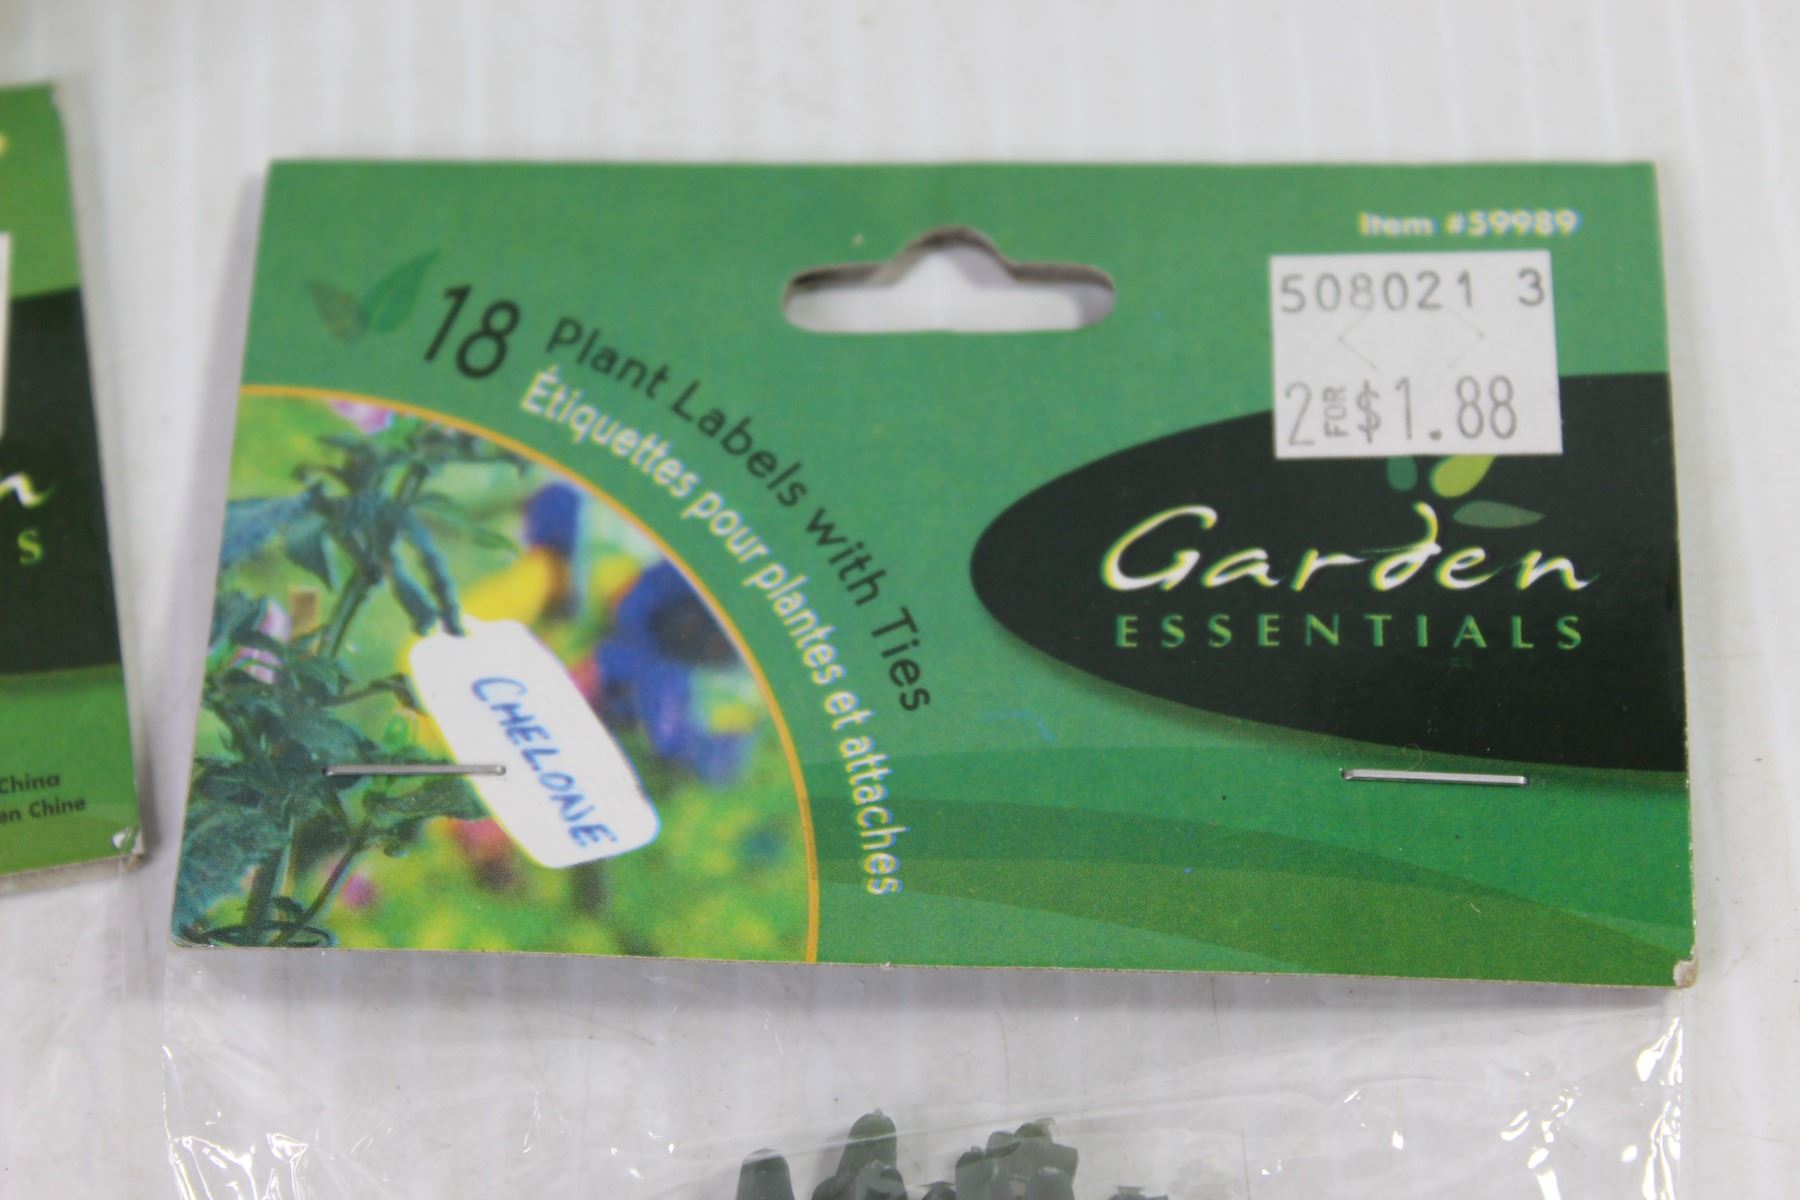 Item #59989
508021 3
2 FOR $1.88
18 Plant Labels with Ties
Étiquettes pour plantes et attaches
Garden
ESSENTIALS
CHELONE
n
s
China
en Chine